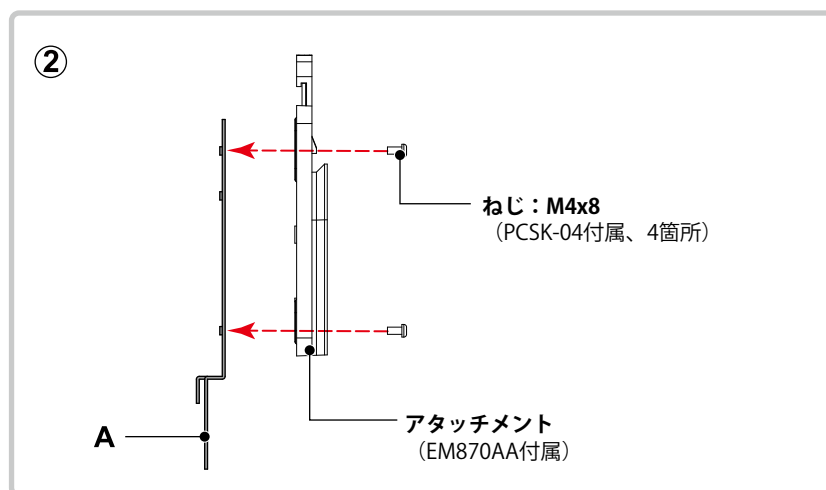 ②
ねじ：M4x8
（PCSK-04付属、4箇所）
アタッチメント
（EM870AA付属）
A